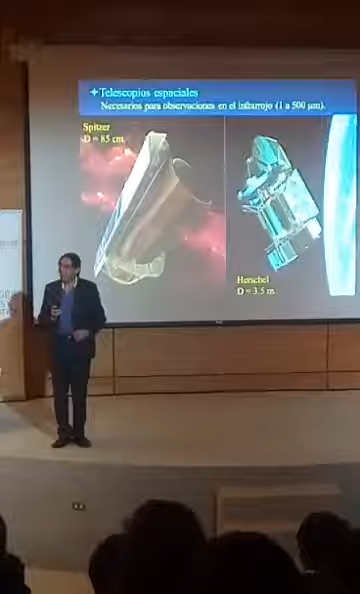 +Telescopios espaciales
Necesarios para observaciones en el infrarrojo (1 a 500 µm).
Spitzer
D = 85 cm.
Herschel
D = 3.5 m